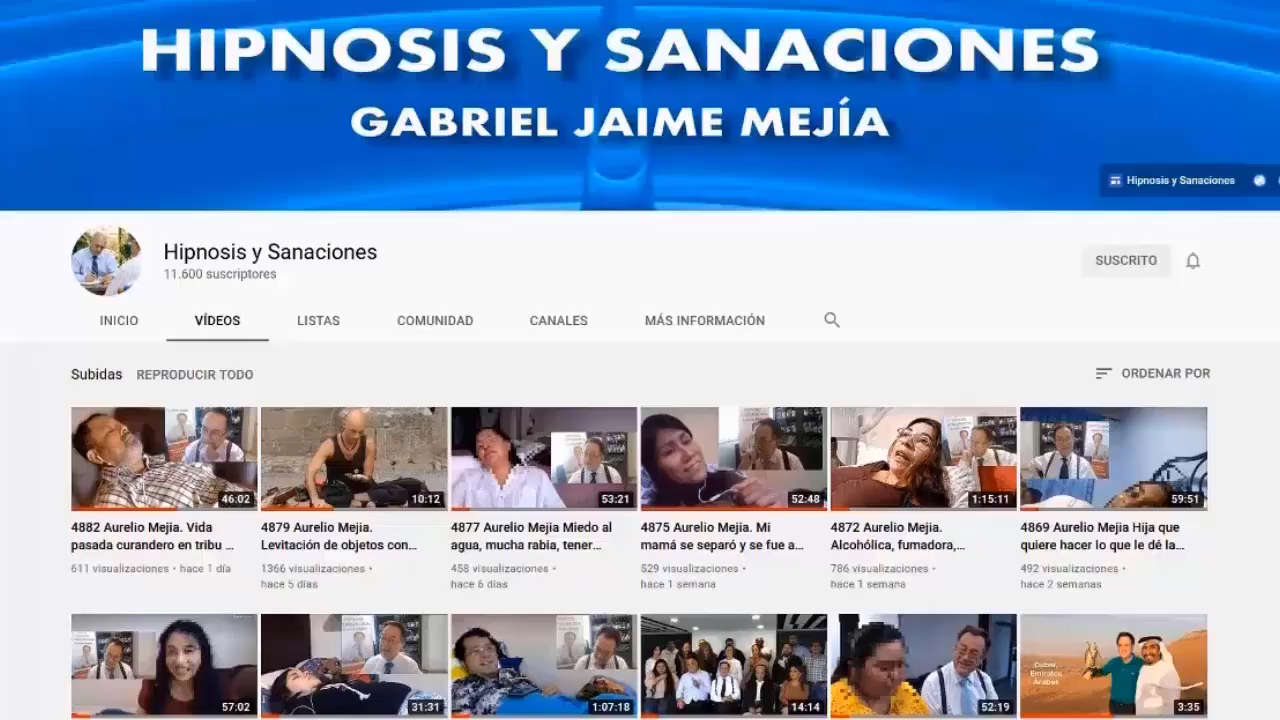 HIPNOSIS Y SANACIONES
GABRIEL JAIME MEJÍA
Hipnosis y Sanaciones
Hipnosis y Sanaciones
11.600 suscriptores
SUSCRITO
INICIO VÍDEOS LISTAS COMUNIDAD CANALES MÁS INFORMACIÓN
Subidas REPRODUCIR TODO ORDENAR POR
46:02 10:12 53:21 52:48 1:15:11 59:51
4882 Aurelio Mejia. Vida
pasada curandero en tribu ...
611 visualizaciones • hace 1 día
4879 Aurelio Mejia.
Levitación de objetos con...
1366 visualizaciones •
hace 5 días
4877 Aurelio Mejia Miedo al
agua, mucha rabia, tener...
458 visualizaciones •
hace 6 días
4875 Aurelio Mejia. Mi
mamá se separó y se fue a...
529 visualizaciones •
hace 1 semana
4872 Aurelio Mejia.
Alcohólica, fumadora,...
786 visualizaciones •
hace 1 semana
4869 Aurelio Mejia Hija que
quiere hacer lo que le dé la...
492 visualizaciones •
hace 2 semanas
Dubai,
Emiratos
Árabes
57:02 31:31 1:07:18 14:14 52:19 3:35